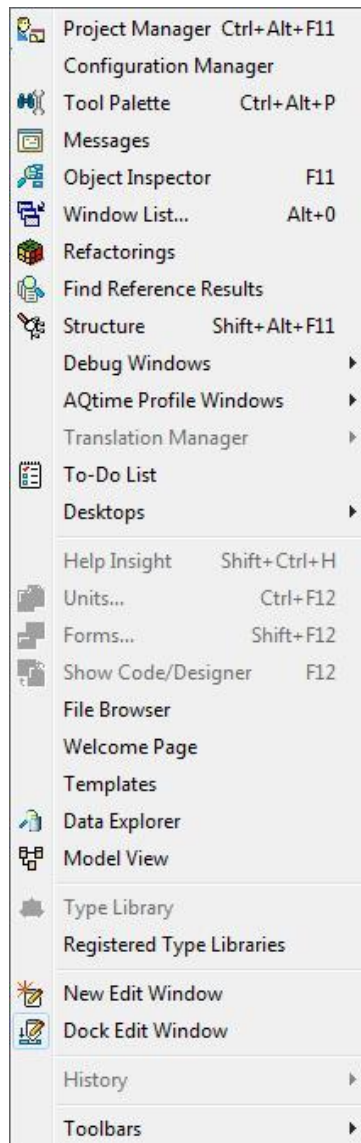 Project Manager Ctrl+Alt+F11
Configuration Manager
Tool Palette Ctrl+Alt+P
Messages
Object Inspector F11
Window List... Alt+0
Refactorings
Find Reference Results
Structure Shift+Alt+F11
Debug Windows
AQtime Profile Windows
Translation Manager
To-Do List
Desktops
Help Insight Shift+Ctrl+H
Units... Ctrl+F12
Forms... Shift+F12
Show Code/Designer F12
File Browser
Welcome Page
Templates
Data Explorer
Model View
Type Library
Registered Type Libraries
New Edit Window
Dock Edit Window
History
Toolbars